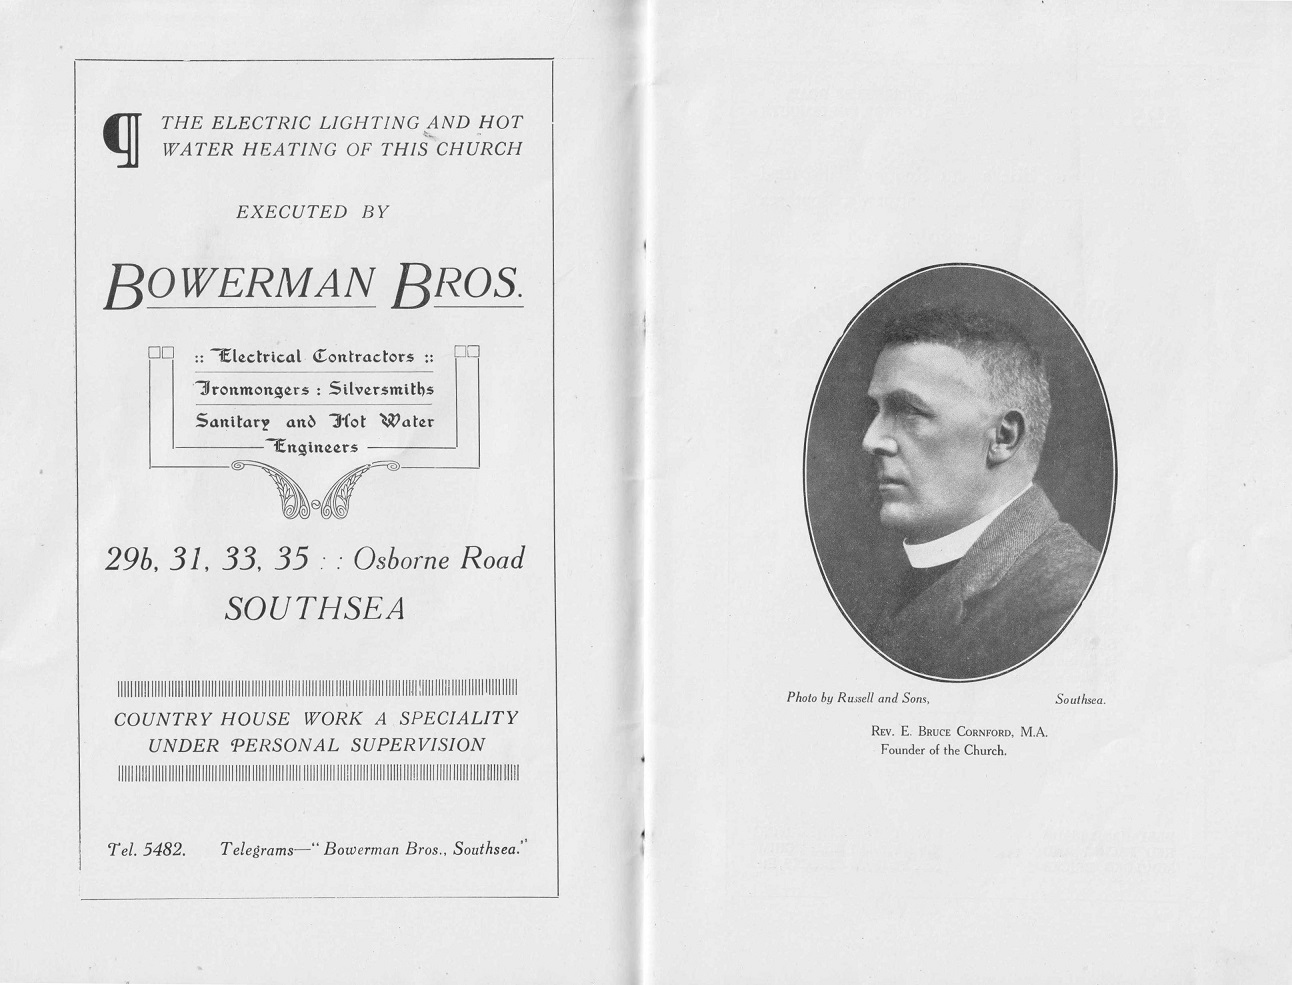 ¶ THE ELECTRIC LIGHTING AND HOT
WATER HEATING OF THIS CHURCH
EXECUTED BY
BOWERMAN BROS.
:: Electrical Contractors ::
Ironmongers : Silversmiths
Sanitary and Hot Water
Engineers
29b, 31, 33, 35 : : Osborne Road
SOUTHSEA
COUNTRY HOUSE WORK A SPECIALITY
UNDER PERSONAL SUPERVISION
Tel. 5482. Telegrams—“ Bowerman Bros., Southsea.”
Photo by Russell and Sons, Southsea.
REV. E. BRUCE CORNFORD, M.A.
Founder of the Church.